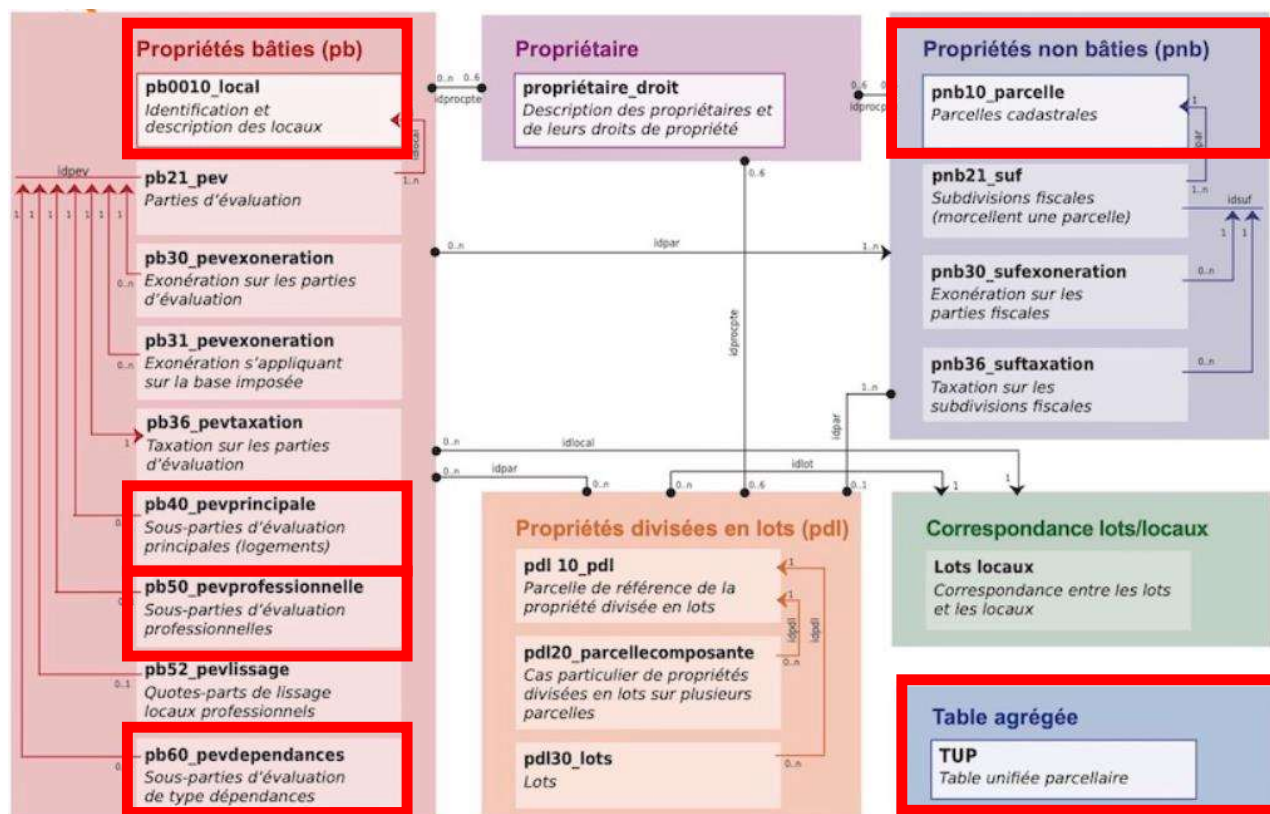 Propriétés bâties (pb)
pb0010_local
Identification et
description des locaux
idlocal
1..n
idpev
pb21_pev
Parties d'évaluation
1 1 1 1 1 1 1
pb30_pevexoneration
Exonération sur les parties
d'évaluation
0..n
pb31_pevexoneration
Exonération s'appliquant
sur la base imposée
0..n
pb36_pevtaxation
Taxation sur les parties
d'évaluation
1
pb40_pevprincipale
Sous-parties d'évaluation
principales (logements)
pb50_pevprofessionnelle
Sous-parties d'évaluation
professionnelles
pb52_pevlissage
Quotes-parts de lissage
locaux professionnels
0..1
pb60_pevdependances
Sous-parties d'évaluation
de type dépendances
0..n 0..6
idprocpte
Propriétaire
propriétaire_droit
Description des propriétaires et
de leurs droits de propriété
0..6
0..6
idprocpte
Propriétés non bâties (pnb)
pnb10_parcelle
Parcelles cadastrales
1
1..n
pnb21_suf
Subdivisions fiscales
(morcellent une parcelle)
idsuf
1 1
pnb30_sufexoneration
Exonération sur les
parties fiscales
0..n
pnb36_suftaxation
Taxation sur les
subdivisions fiscales
0..n
0..n idpar 1..n
idprocpte
1..n
idpar
0..n idlocal
0..n idpar
idlot
0..n 0..n 0..6 0..1 1 1
Propriétés divisées en lots (pdl)
pdl 10_pdl
Parcelle de référence de la
propriété divisée en lots
1
1
idpdl idpdl
pdl20_parcellecomposante
Cas particulier de propriétés
divisées en lots sur plusieurs
parcelles
0..n
pdl30_lots
Lots
0..n
Correspondance lots/locaux
Lots locaux
Correspondance entre les lots
et les locaux
Table agrégée
TUP
Table unifiée parcellaire